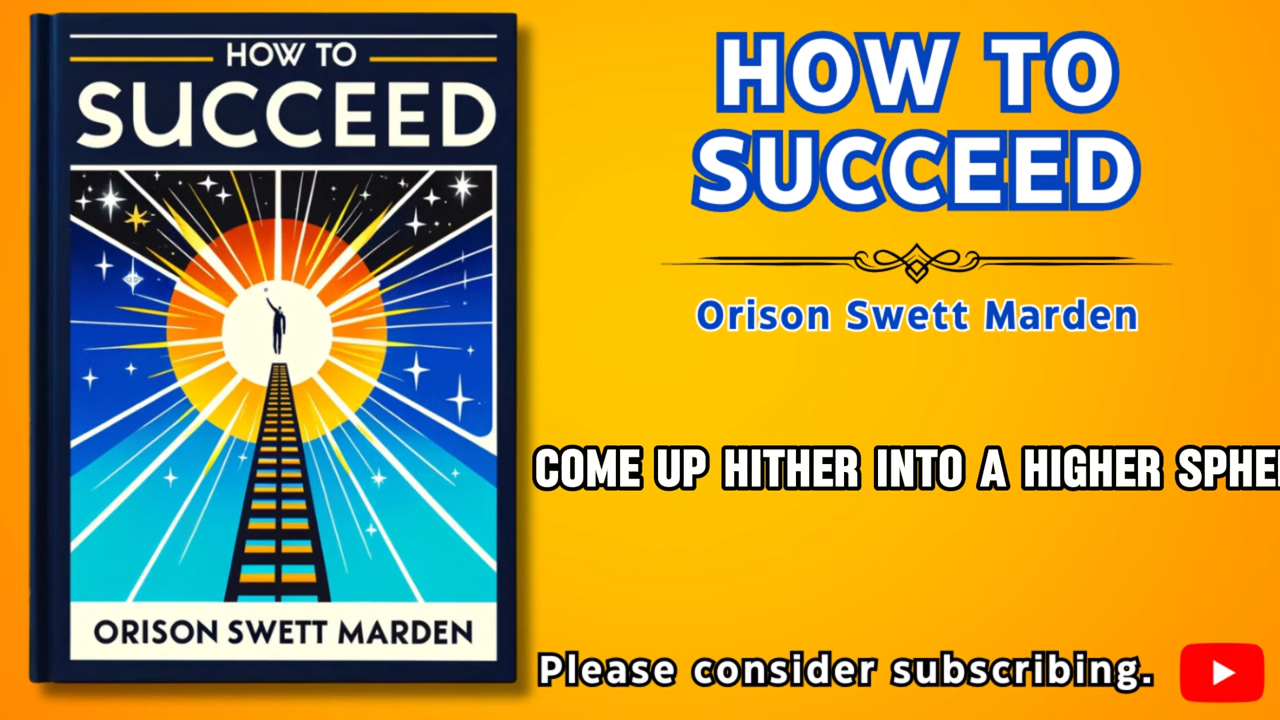 HOW TO
SUCCEED
ORISON SWETT MARDEN
HOW TO
SUCCEED
Orison Swett Marden
COME UP HITHER INTO A HIGHER
Please consider subscribing.